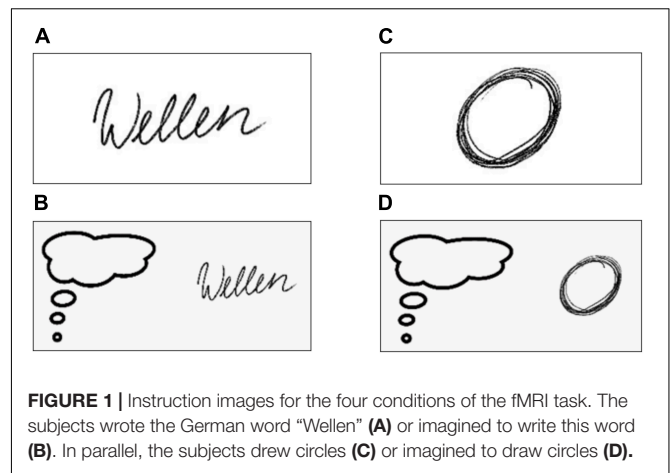 A
C
Wellen
B
D
Wellen
FIGURE 1 | Instruction images for the four conditions of the fMRI task. The
subjects wrote the German word “Wellen” (A) or imagined to write this word
(B). In parallel, the subjects drew circles (C) or imagined to draw circles (D).